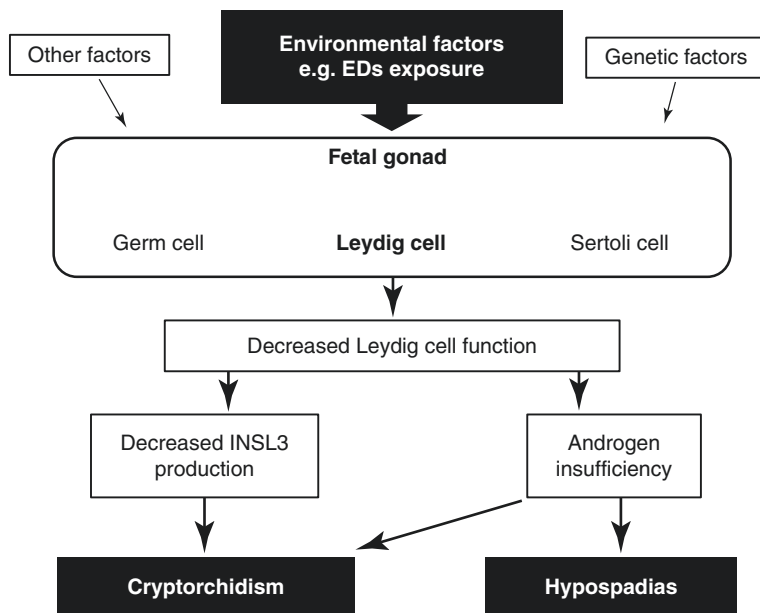 Environmental factors
e.g. EDs exposure
Other factors
Genetic factors
Fetal gonad
Germ cell
Leydig cell
Sertoli cell
Decreased Leydig cell function
Decreased INSL3
production
Androgen
insufficiency
Cryptorchidism
Hypospadias